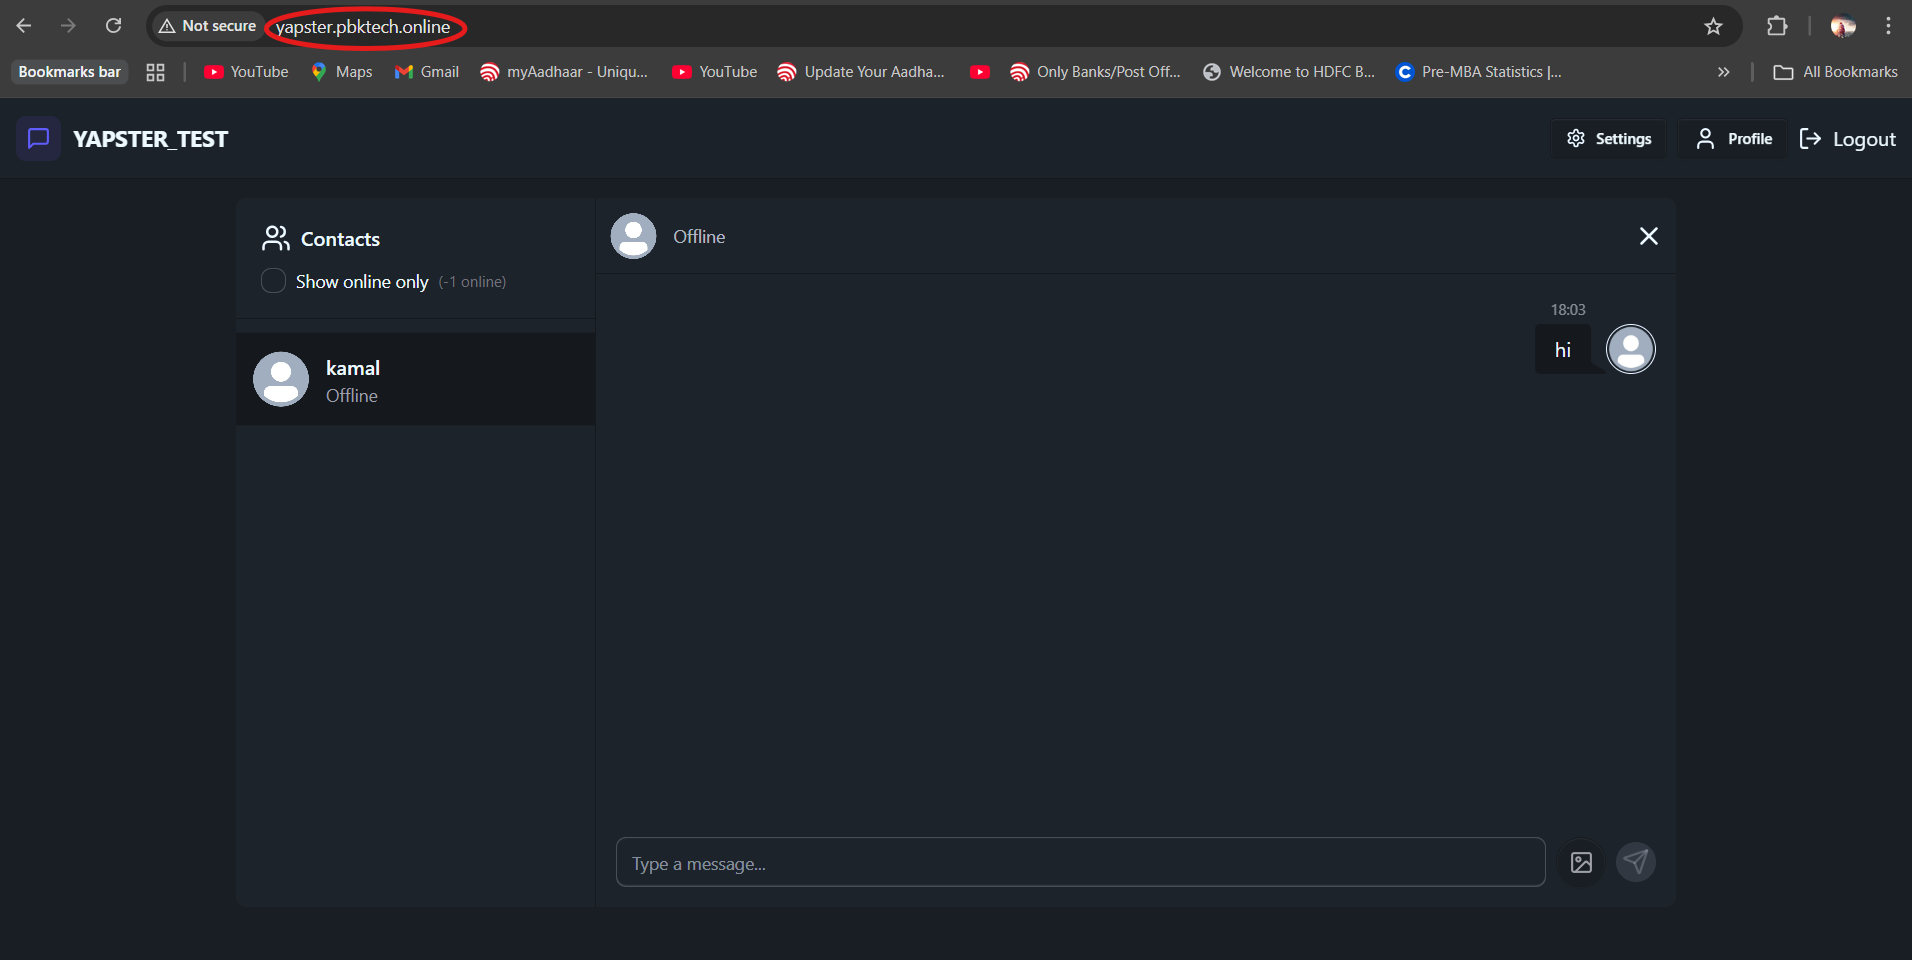 Not secure yapster.pbktech.online
Bookmarks bar YouTube Maps Gmail myAadhaar - Uniqu... YouTube Update Your Aadha... Only Banks/Post Off... Welcome to HDFC B... Pre-MBA Statistics |... » All Bookmarks
YAPSTER_TEST Settings Profile Logout
Contacts
Show online only (-1 online)
kamal
Offline
Offline
18:03
hi
Type a message...